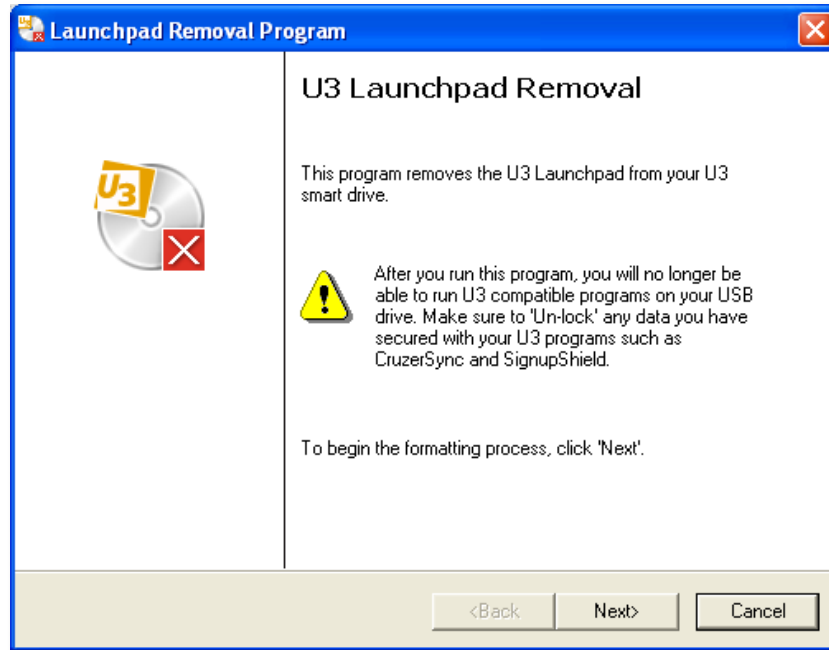 Launchpad Removal Program
U3 Launchpad Removal
This program removes the U3 Launchpad from your U3
smart drive.
U3
After you run this program, you will no longer be
able to run U3 compatible programs on your USB
drive. Make sure to 'Un-lock' any data you have
secured with your U3 programs such as
CruzerSync and SignupShield.
To begin the formatting process, click 'Next'.
<Back
Next>
Cancel